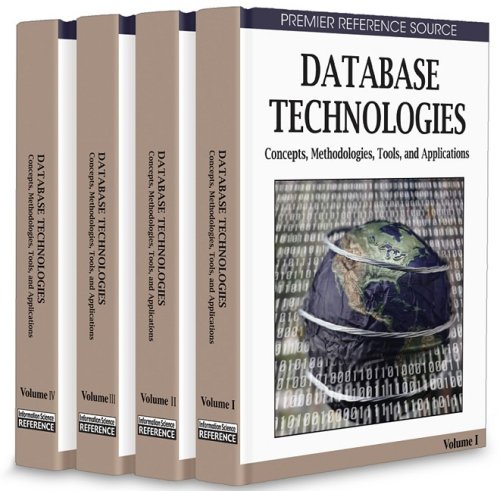 PREMIER REFERENCE SOURCE
DATABASE
TECHNOLOGIES
Concepts, Methodologies, Tools, and Applications
Volume I
DATABASE TECHNOLOGIES
Concepts, Methodologies, Tools, and Applications
Volume IV
Information Science
REFERENCE
DATABASE TECHNOLOGIES
Concepts, Methodologies, Tools, and Applications
Volume III
Information Science
REFERENCE
DATABASE TECHNOLOGIES
Concepts, Methodologies, Tools, and Applications
Volume II
Information Science
REFERENCE
DATABASE TECHNOLOGIES
Concepts, Methodologies, Tools, and Applications
Volume I
Information Science
REFERENCE